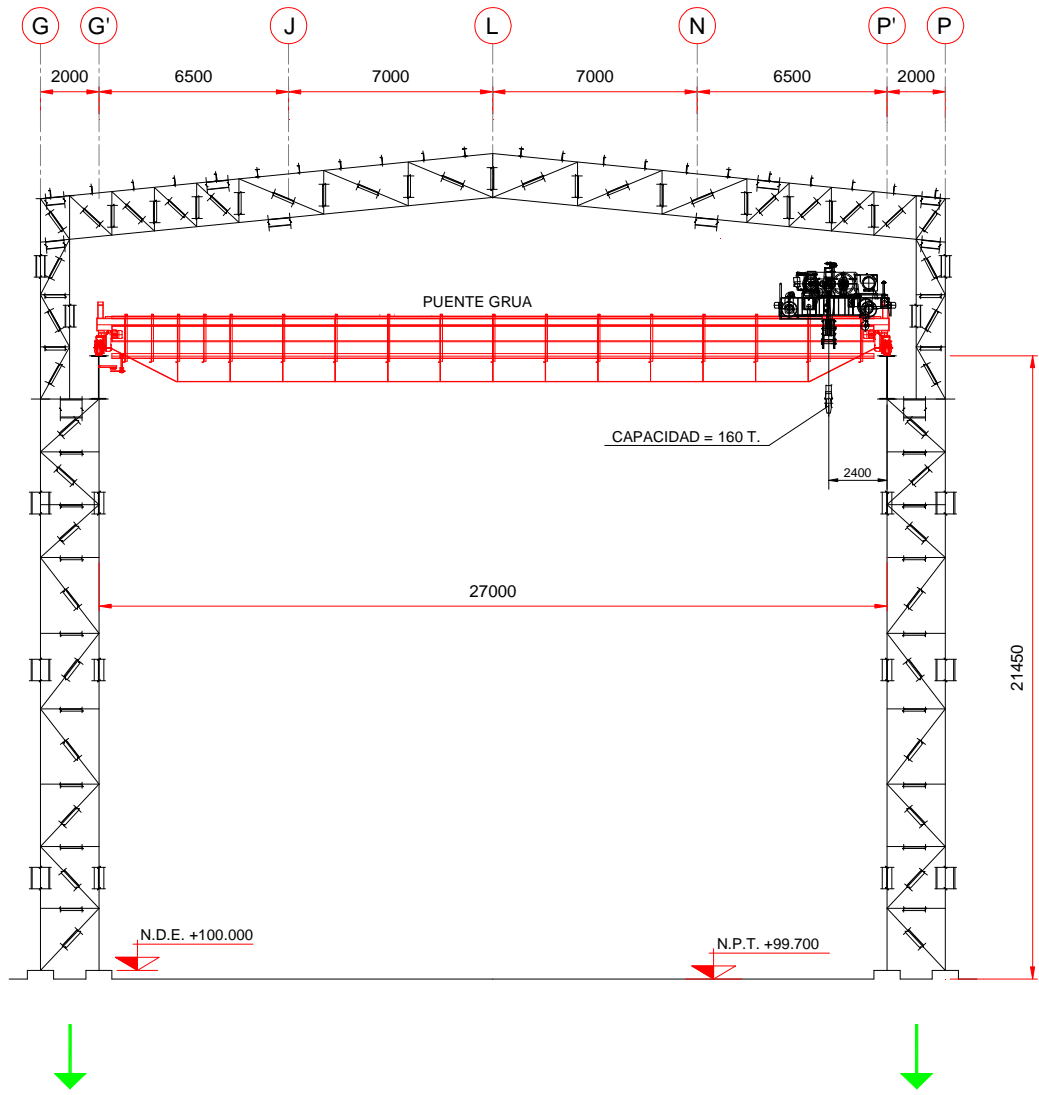 G G' J L N P' P
2000 6500 7000 7000 6500 2000
PUENTE GRUA
CAPACIDAD = 160 T.
2400
27000
21450
N.D.E. +100.000
N.P.T. +99.700